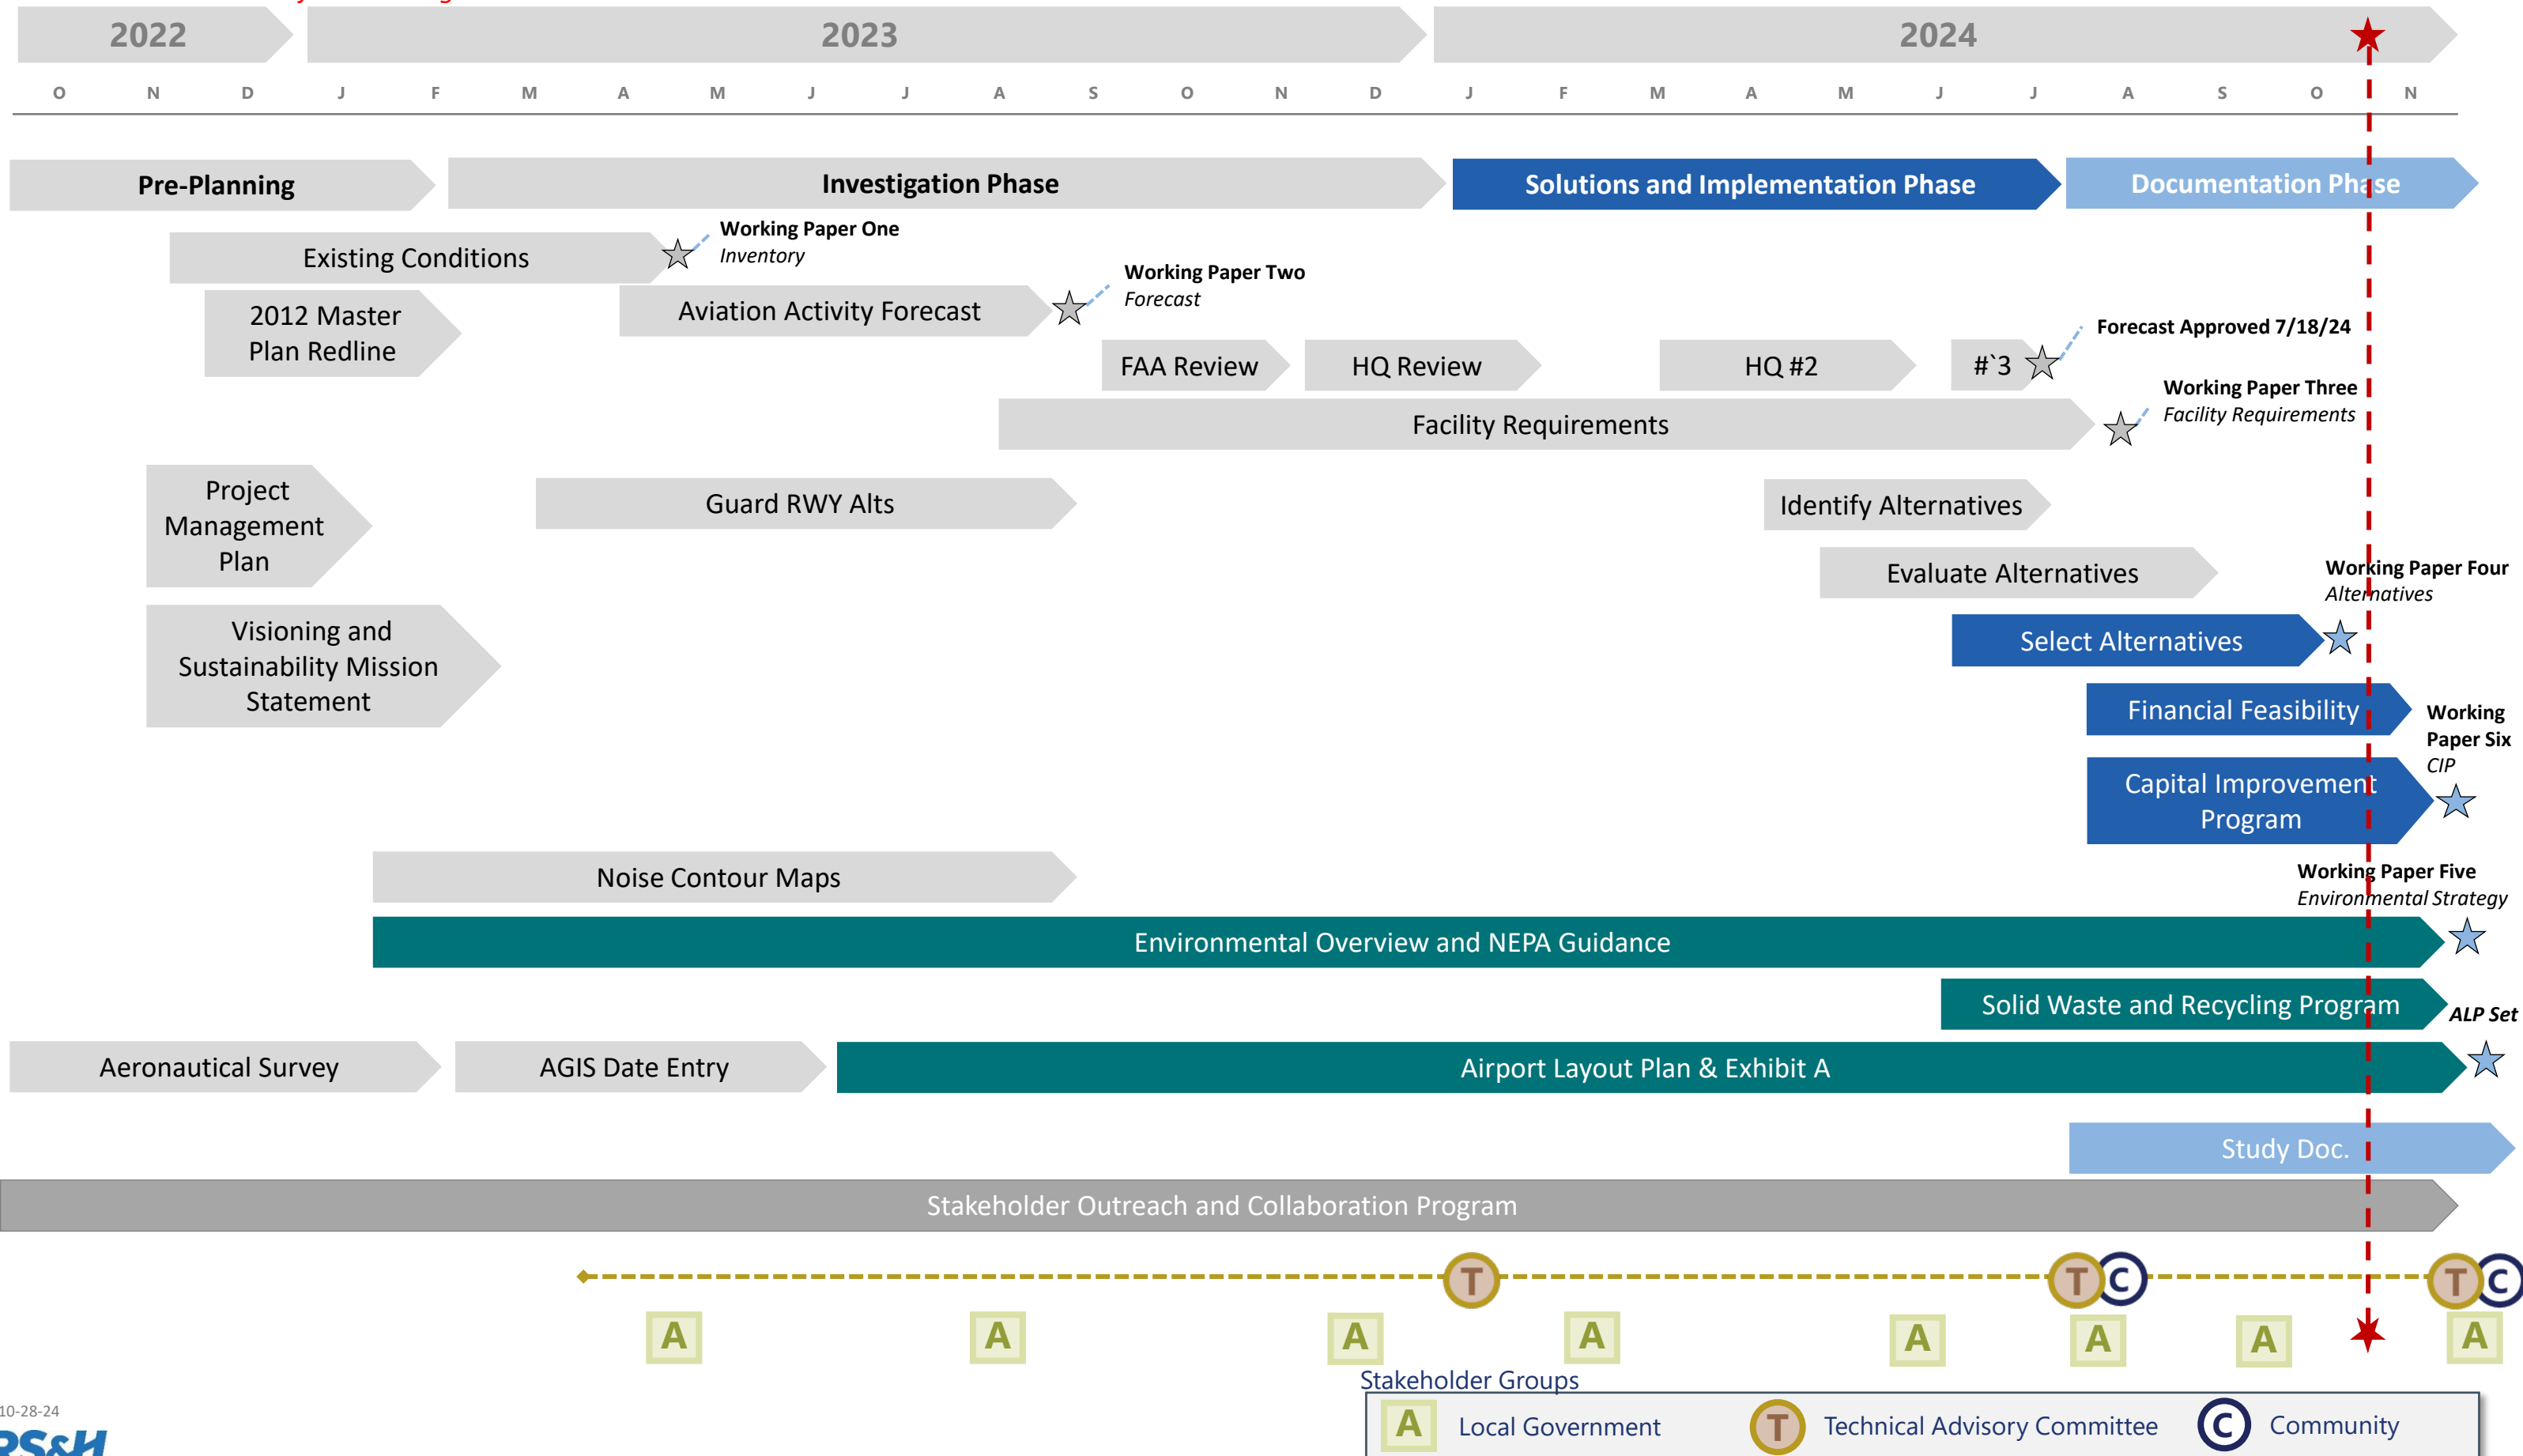 2022 2023 2024
O N D J F M A M J J A S O N D J F M A M J J A S O N
Pre-Planning Investigation Phase Solutions and Implementation Phase Documentation Phase
Existing Conditions
Working Paper One
Inventory
2012 Master
Plan Redline
Aviation Activity Forecast
Working Paper Two
Forecast
FAA Review HQ Review HQ #2 #`3
Forecast Approved 7/18/24
Facility Requirements
Working Paper Three
Facility Requirements
Project
Management
Plan
Guard RWY Alts
Identify Alternatives
Evaluate Alternatives
Working Paper Four
Alternatives
Visioning and
Sustainability Mission
Statement
Select Alternatives
Financial Feasibility
Working
Paper Six
CIP
Capital Improvement
Program
Noise Contour Maps
Working Paper Five
Environmental Strategy
Environmental Overview and NEPA Guidance
Solid Waste and Recycling Program
ALP Set
Aeronautical Survey AGIS Date Entry Airport Layout Plan & Exhibit A
Study Doc.
Stakeholder Outreach and Collaboration Program
T T C T C
A A A A A A A A
Stakeholder Groups
A Local Government T Technical Advisory Committee C Community
10-28-24
RS&H